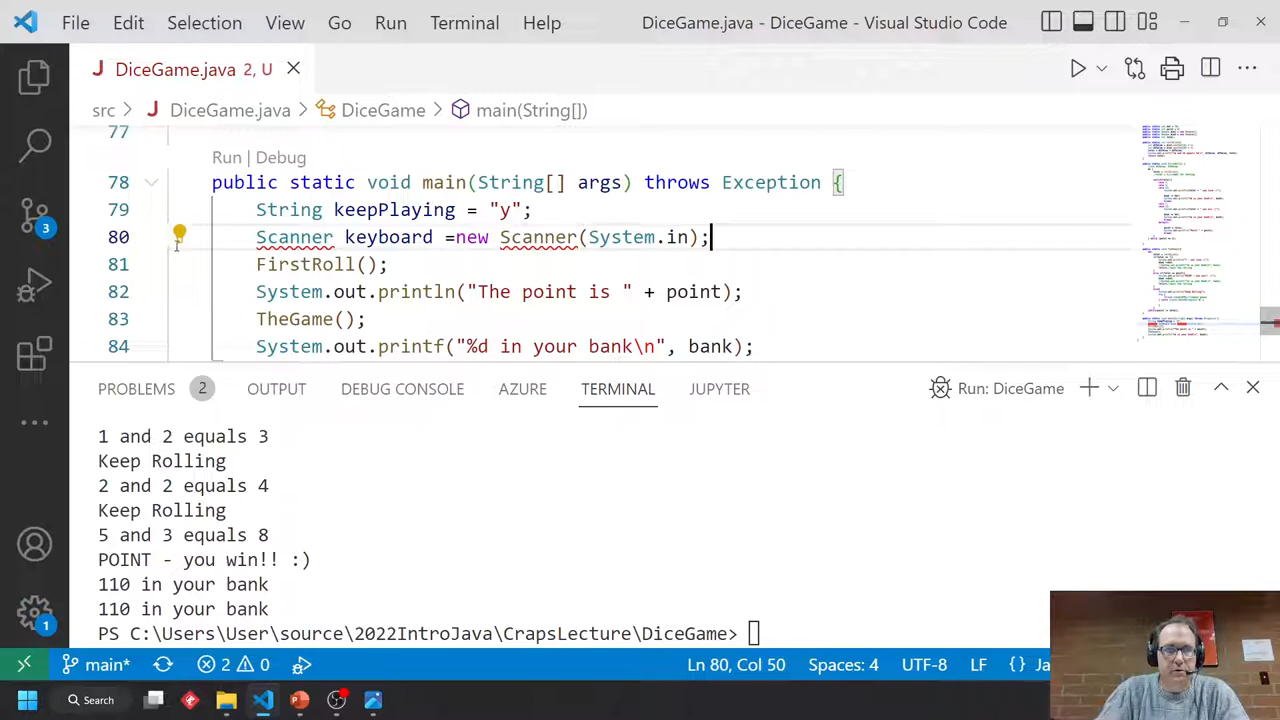 File Edit Selection View Go Run Terminal Help DiceGame.java - DiceGame - Visual Studio Code
J DiceGame.java 2, U
src > J DiceGame.java > DiceGame > main(String[])
77
Run | Debug
78 public static void main(String[] args) throws Exception {
79 String keepPlaying = "y";
80 Scanner keyboard =new Scanner(System.in);
81 FirstRoll();
82 System.out.println("The point is " + point);
83 TheGame();
84 System.out.printf("%d in your bank\n", bank);
PROBLEMS 2 OUTPUT DEBUG CONSOLE AZURE TERMINAL JUPYTER Run: DiceGame
1 and 2 equals 3
Keep Rolling
2 and 2 equals 4
Keep Rolling
5 and 3 equals 8
POINT - you win!! :)
110 in your bank
110 in your bank
PS C:\Users\User\source\2022IntroJava\CrapsLecture\DiceGame>
3
1
main* 2 0 Ln 80, Col 50 Spaces: 4 UTF-8 LF {} Ja
Search